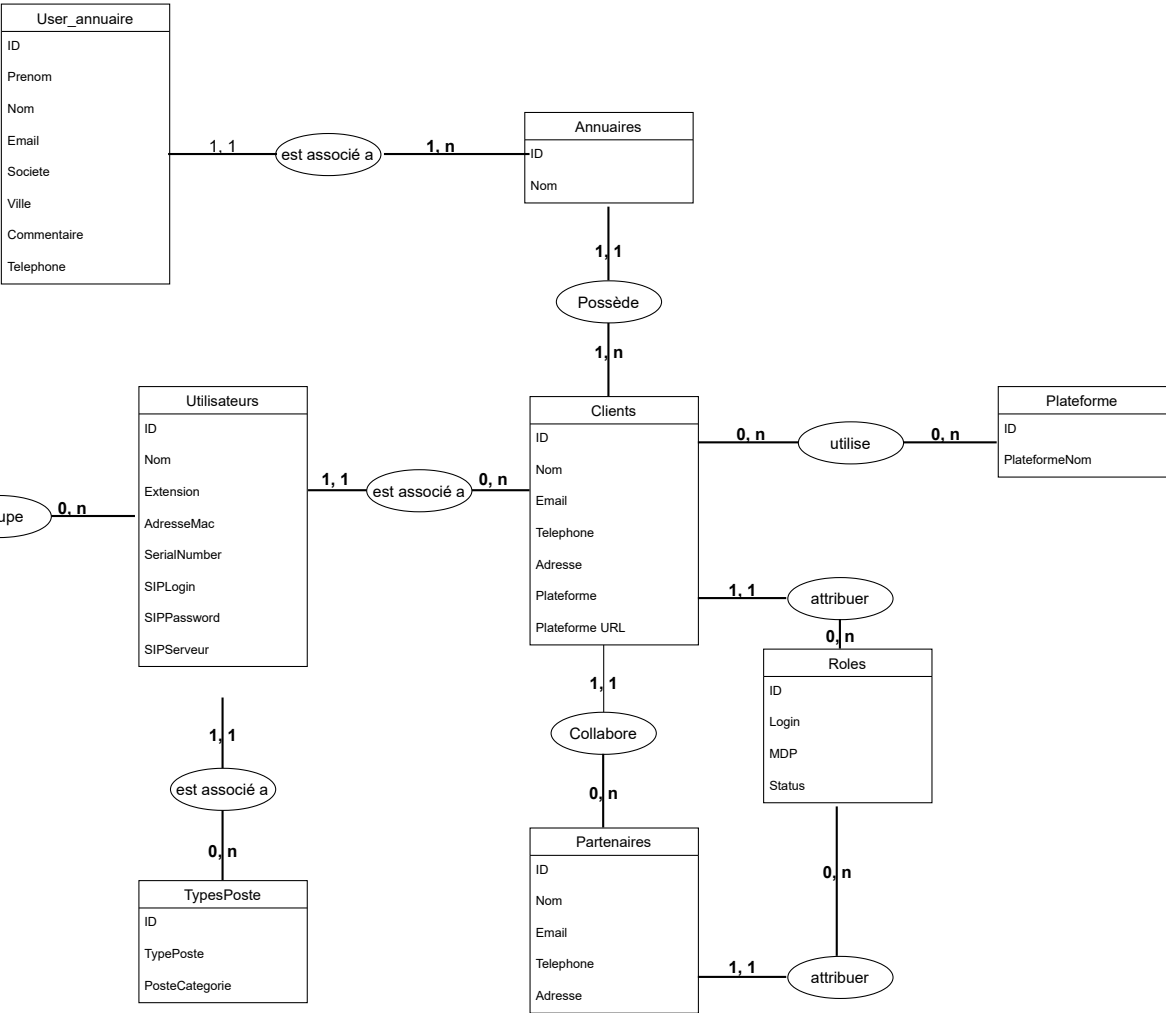 User_annuaire
ID
Prenom
Nom
Email
Societe
Ville
Commentaire
Telephone
1, 1
est associé a
1, n
Annuaires
ID
Nom
1, 1
Possède
1, n
Utilisateurs
ID
Nom
Extension
AdresseMac
SerialNumber
SIPLogin
SIPPassword
SIPServeur
upe
0, n
1, 1
est associé a
0, n
Clients
ID
Nom
Email
Telephone
Adresse
Plateforme
Plateforme URL
0, n
utilise
0, n
Plateforme
ID
PlateformeNom
1, 1
attribuer
0, n
Roles
ID
Login
MDP
Status
1, 1
Collabore
0, n
1, 1
est associé a
0, n
TypesPoste
ID
TypePoste
PosteCategorie
Partenaires
ID
Nom
Email
Telephone
Adresse
0, n
1, 1
attribuer